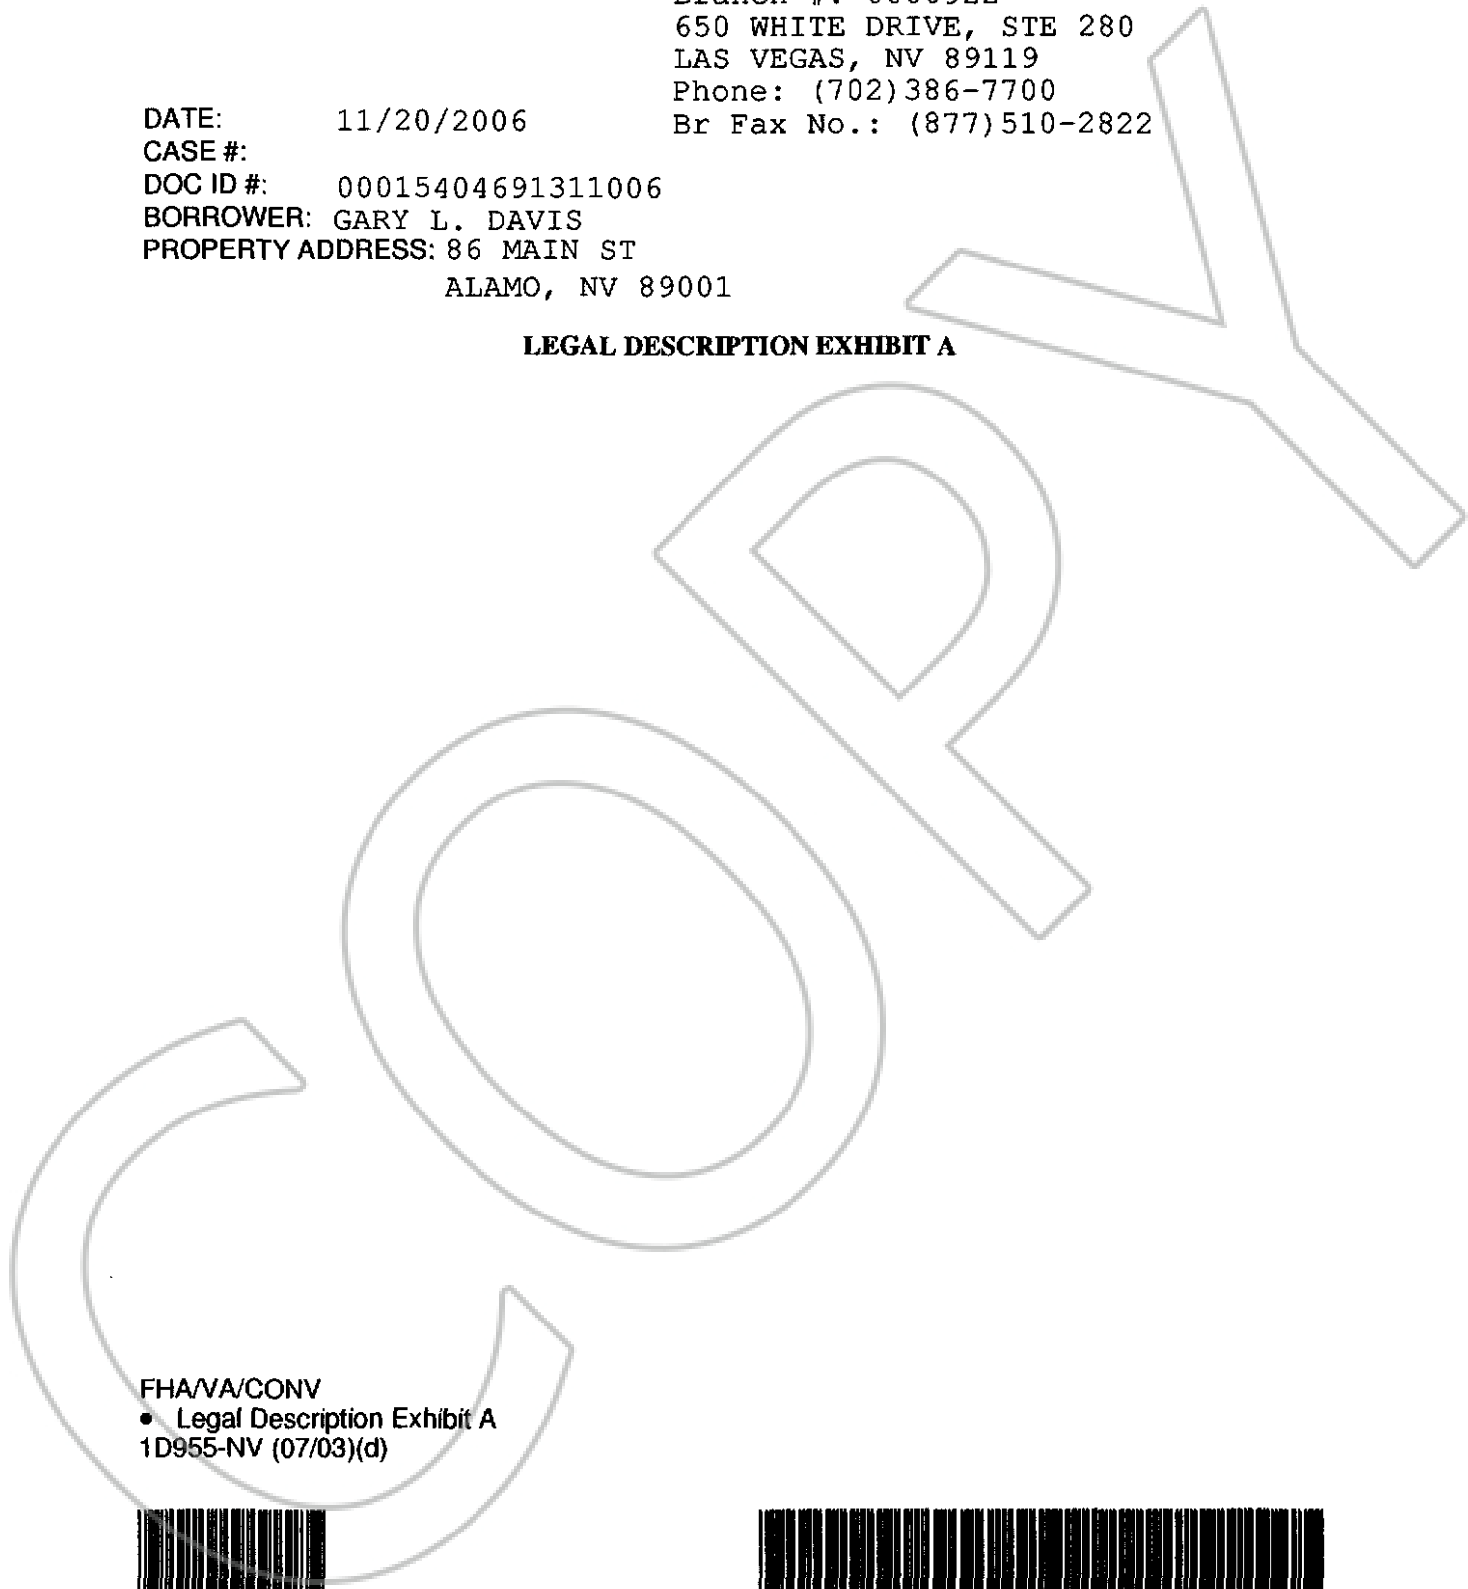 650 WHITE DRIVE, STE 280
LAS VEGAS, NV 89119
Phone: (702)386-7700
Br Fax No.: (877)510-2822
DATE: 11/20/2006
CASE #:
DOC ID #: 00015404691311006
BORROWER: GARY L. DAVIS
PROPERTY ADDRESS: 86 MAIN ST
ALAMO, NV 89001
LEGAL DESCRIPTION EXHIBIT A
COPY
FHA/VA/CONV
• Legal Description Exhibit A
1D955-NV (07/03)(d)